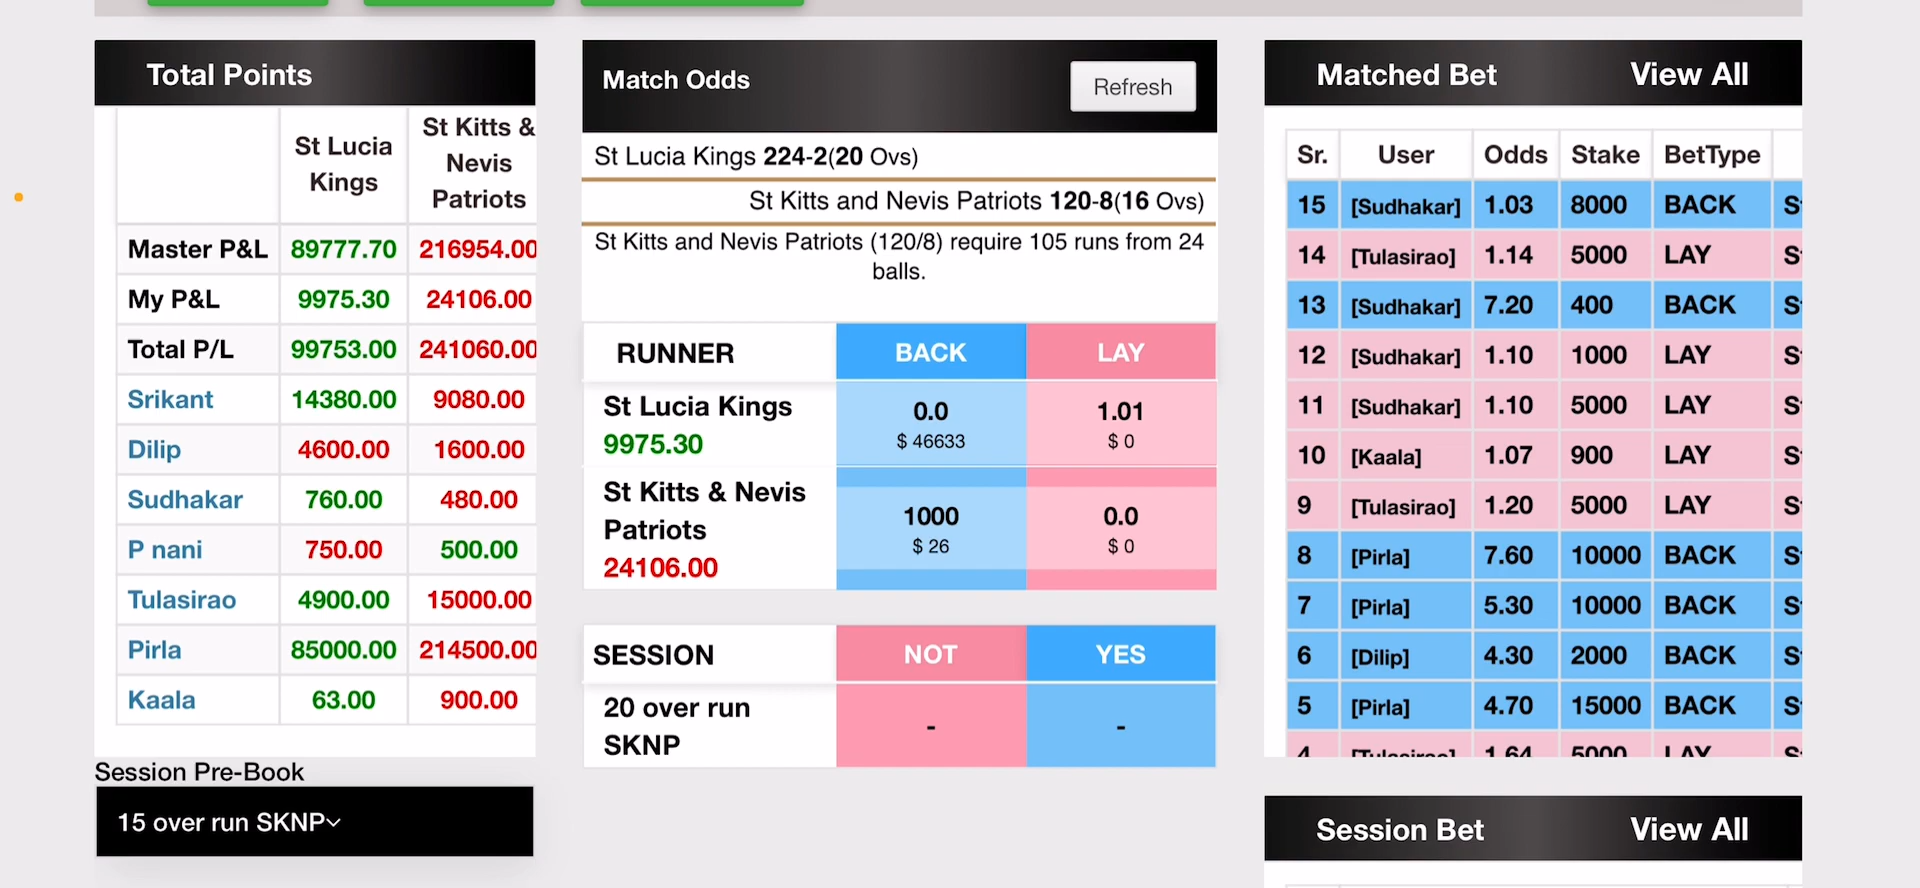 Total Points
St Lucia Kings
St Kitts & Nevis Patriots
Master P&L 89777.70 216954.00
My P&L 9975.30 24106.00
Total P/L 99753.00 241060.00
Srikant 14380.00 9080.00
Dilip 4600.00 1600.00
Sudhakar 760.00 480.00
P nani 750.00 500.00
Tulasirao 4900.00 15000.00
Pirla 85000.00 214500.00
Kaala 63.00 900.00
Session Pre-Book
15 over run SKNP
Match Odds Refresh
St Lucia Kings 224-2(20 Ovs)
St Kitts and Nevis Patriots 120-8(16 Ovs)
St Kitts and Nevis Patriots (120/8) require 105 runs from 24
balls.
RUNNER BACK LAY
St Lucia Kings 0.0 1.01
9975.30 $ 46633 $ 0
St Kitts & Nevis
Patriots 1000 0.0
24106.00 $ 26 $ 0
SESSION NOT YES
20 over run
SKNP - -
Matched Bet View All
Sr. User Odds Stake BetType
15 [Sudhakar] 1.03 8000 BACK S
14 [Tulasirao] 1.14 5000 LAY S
13 [Sudhakar] 7.20 400 BACK S
12 [Sudhakar] 1.10 1000 LAY S
11 [Sudhakar] 1.10 5000 LAY S
10 [Kaala] 1.07 900 LAY S
9 [Tulasirao] 1.20 5000 LAY S
8 [Pirla] 7.60 10000 BACK S
7 [Pirla] 5.30 10000 BACK S
6 [Dilip] 4.30 2000 BACK S
5 [Pirla] 4.70 15000 BACK S
4 [Tulasirao] 1.64 5000 LAY S
Session Bet View All